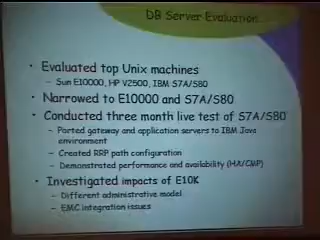 DB Server Evaluation
• Evaluated top Unix machines
– Sun E10000, HP V2500, IBM S7A/S80
• Narrowed to E10000 and S7A/S80
• Conducted three month live test of S7A/S80
– Ported gateway and application servers to IBM Java
environment
– Created RRP path configuration
– Demonstrated performance and availability (HA/CMP)
• Investigated impacts of E10K
– Different administrative model
– EMC integration issues